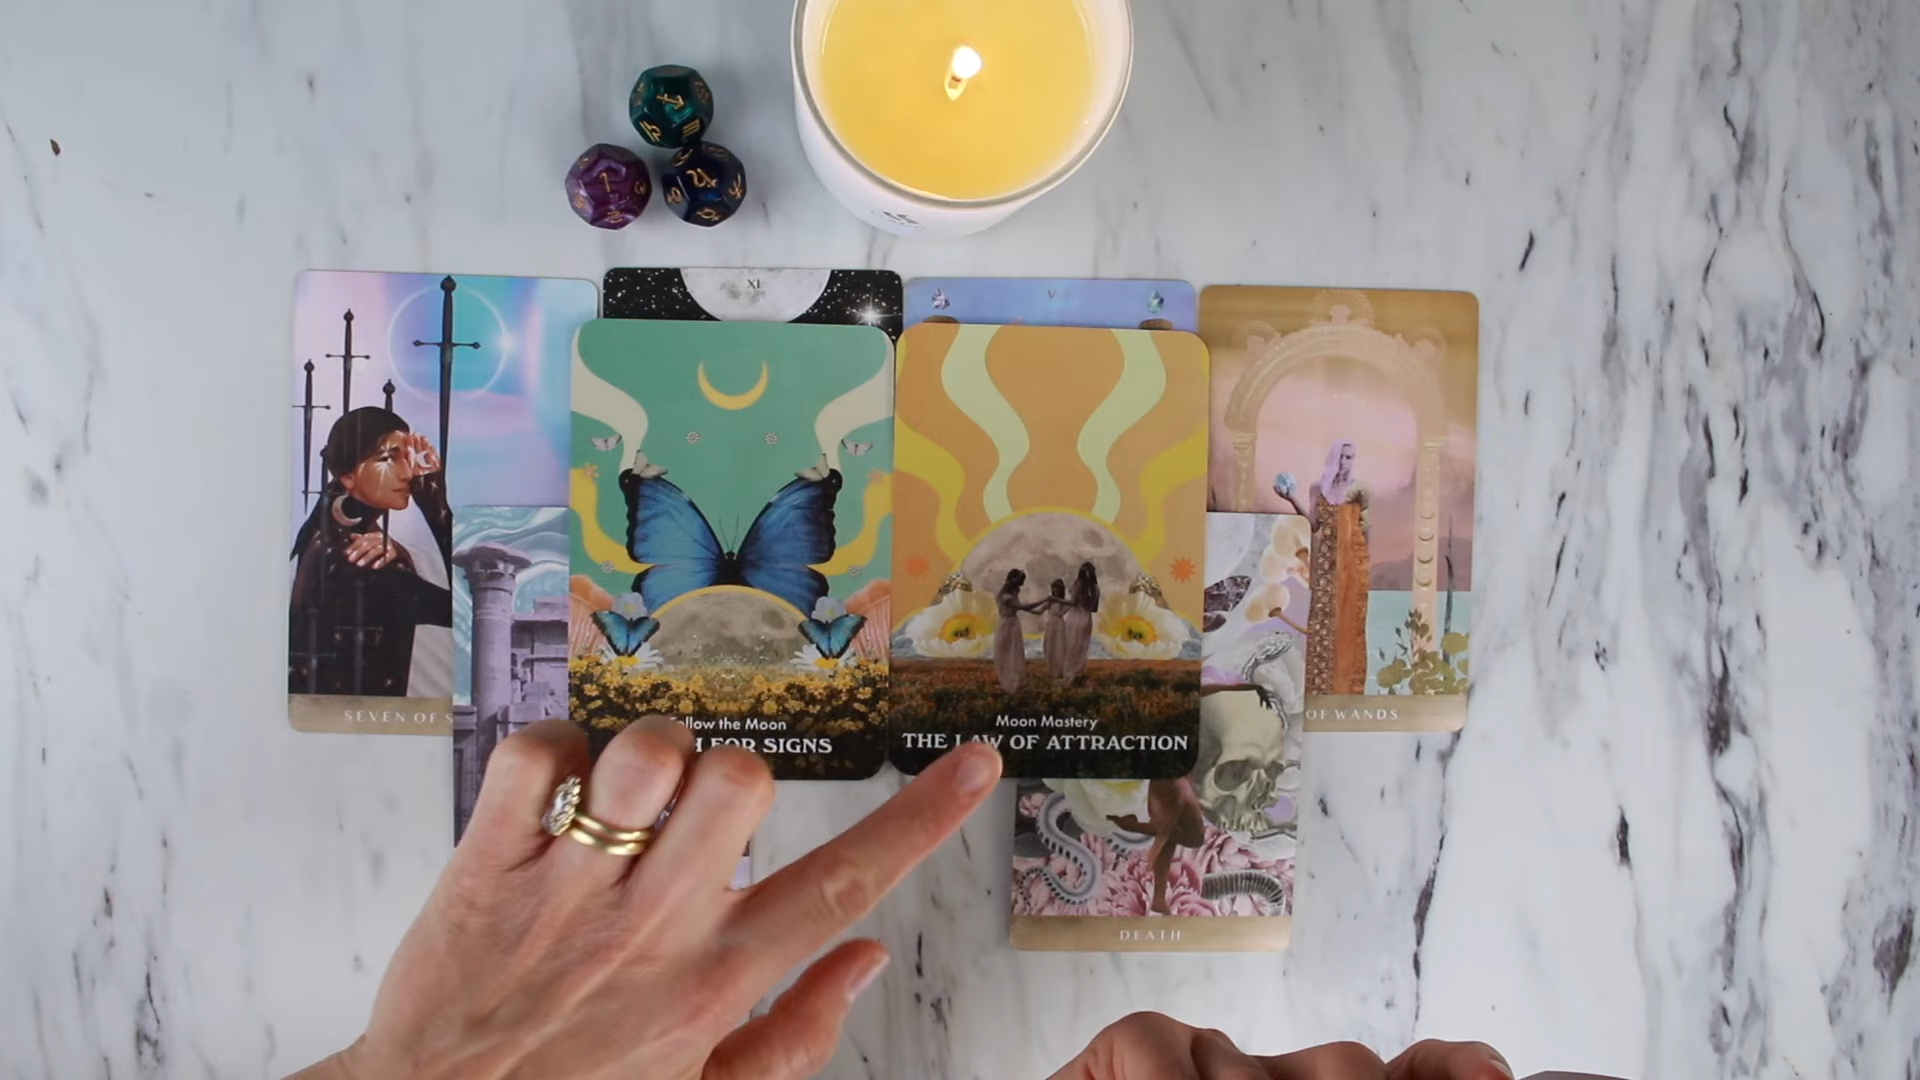 XI
V
SEVEN OF S
OF WANDS
Follow the Moon
H FOR SIGNS
Moon Mastery
THE LAW OF ATTRACTION
DEATH